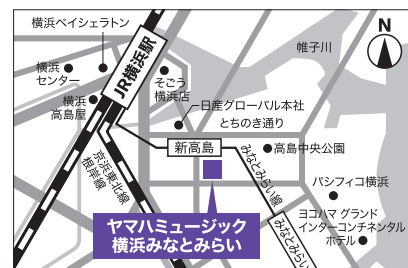 横浜ベイシェラトン
N
帷子川
JR横浜駅
横浜
センター
そごう
横浜店
横浜
高島屋
日産グローバル本社
とちのき通り
新高島
高島中央公園
京浜東北線
根岸線
みなとみらい線
パシフィコ横浜
ヤマハミュージック
横浜みなとみらい
ヨコハマ グランド
インターコンチネンタル
ホテル
みなとみらい